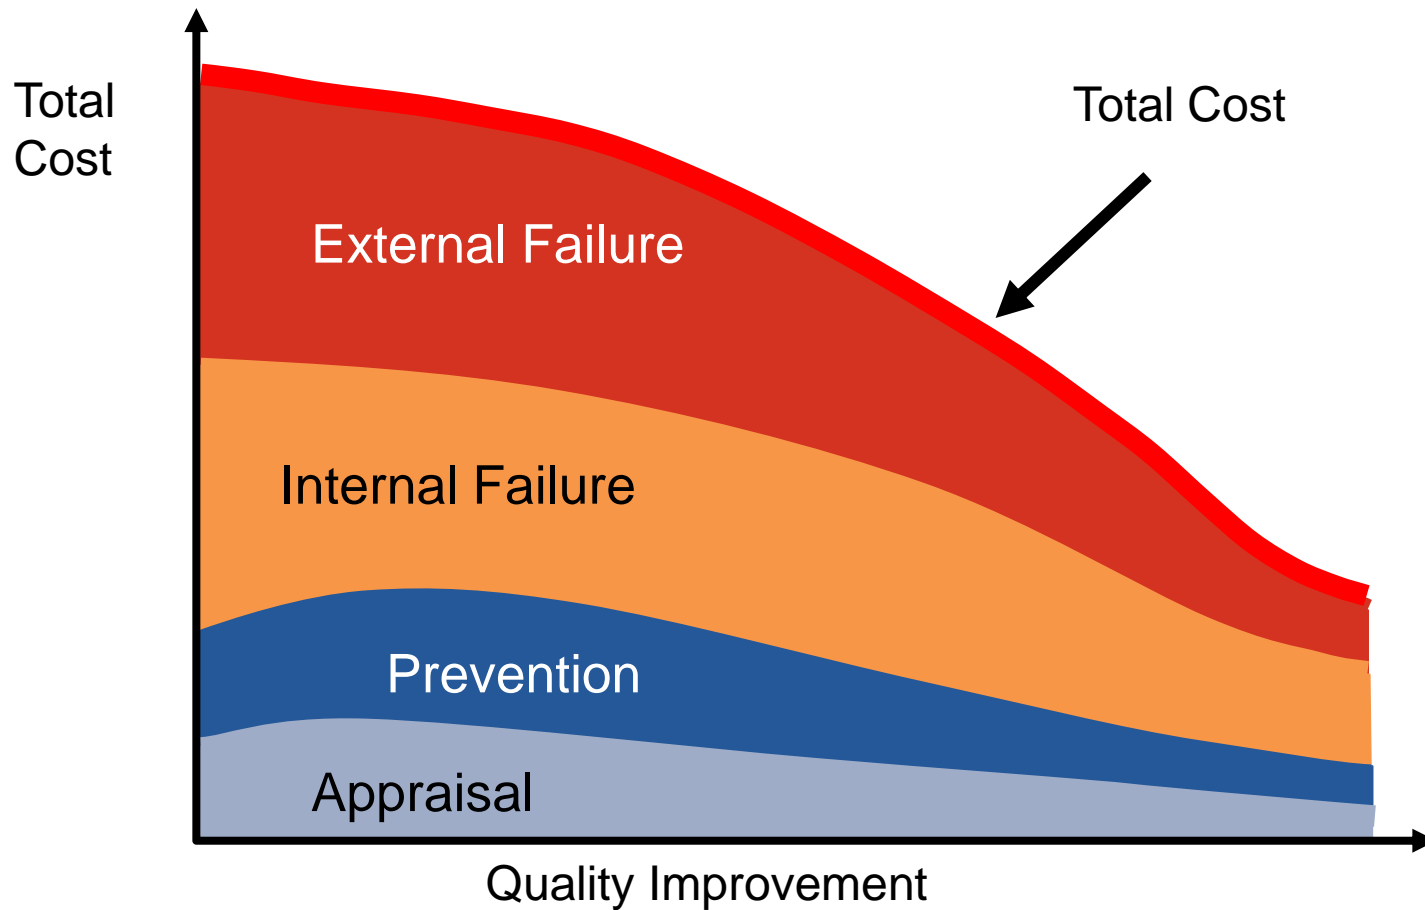 Total
Cost
Total Cost
External Failure
Internal Failure
Prevention
Appraisal
Quality Improvement